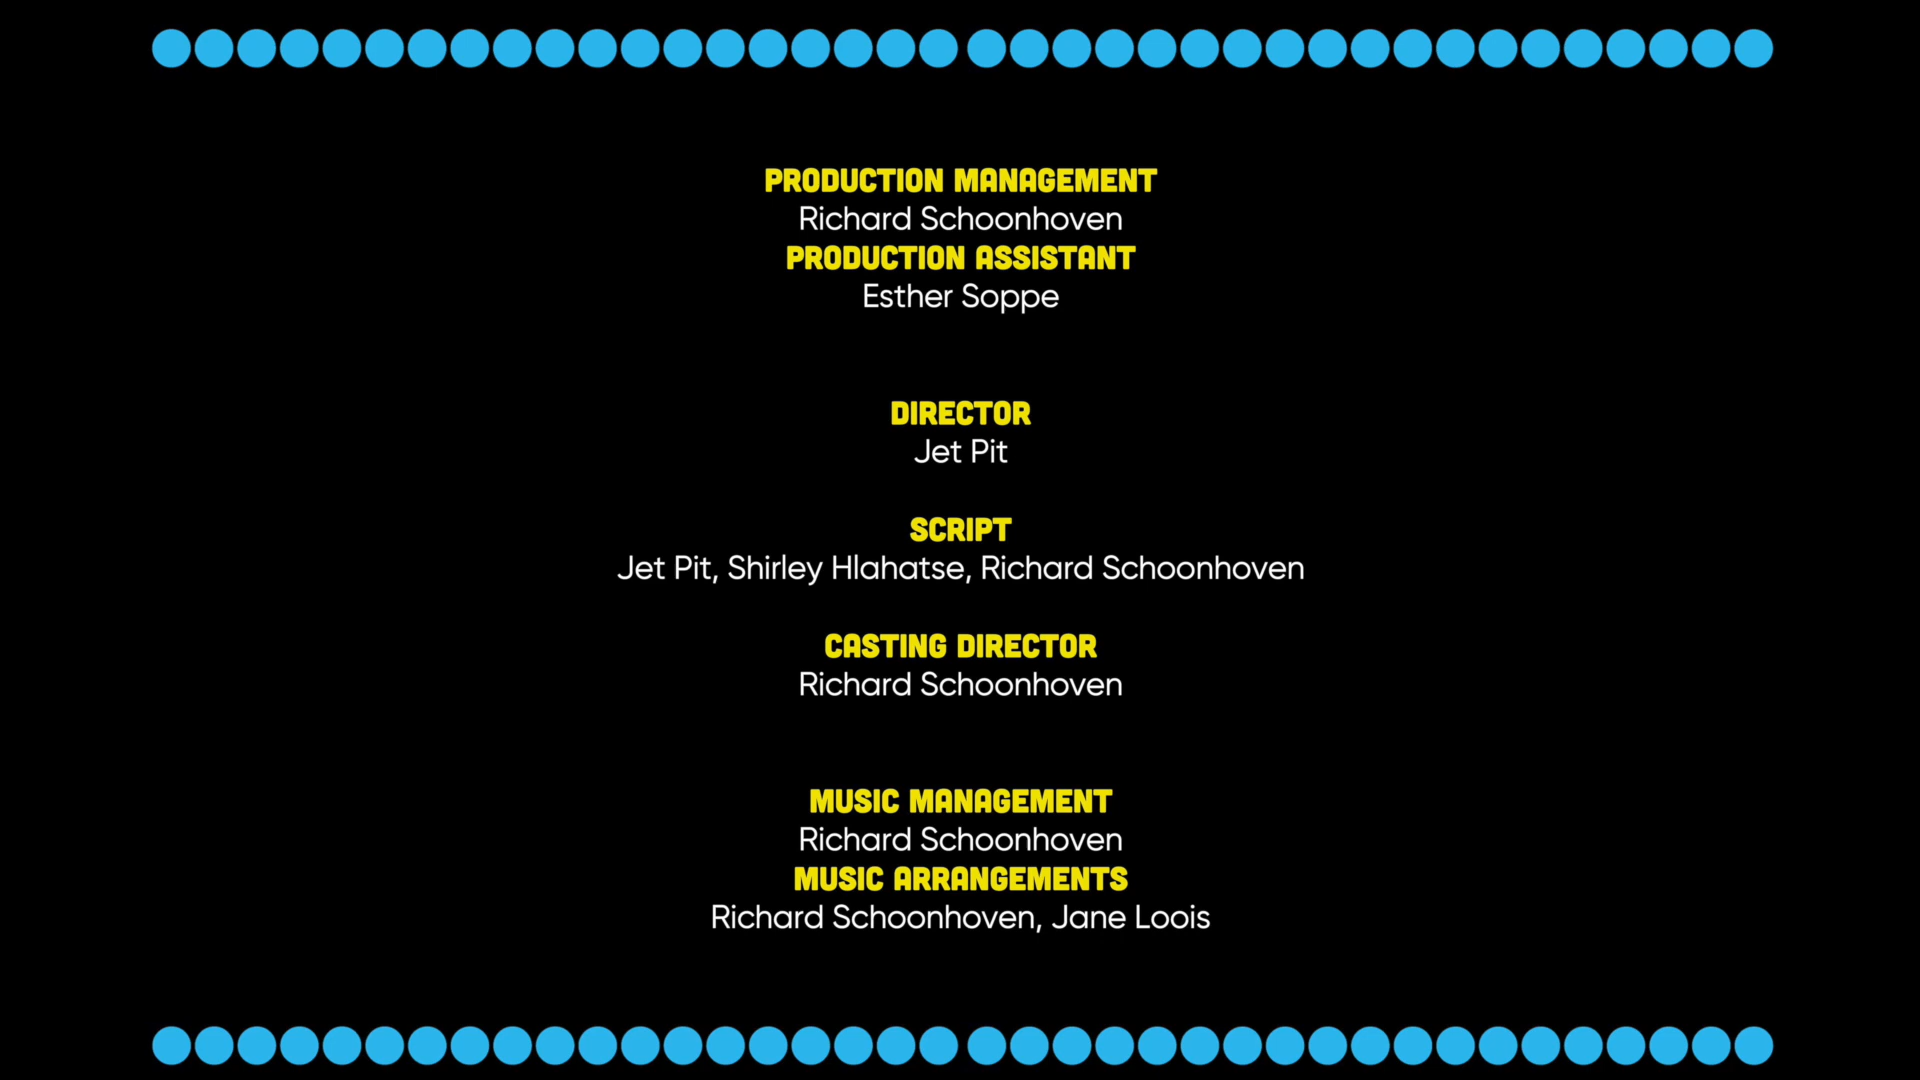 PRODUCTION MANAGEMENT
Richard Schoonhoven
PRODUCTION ASSISTANT
Esther Soppe
DIRECTOR
Jet Pit
SCRIPT
Jet Pit, Shirley Hlahatse, Richard Schoonhoven
CASTING DIRECTOR
Richard Schoonhoven
MUSIC MANAGEMENT
Richard Schoonhoven
MUSIC ARRANGEMENTS
Richard Schoonhoven, Jane Loois